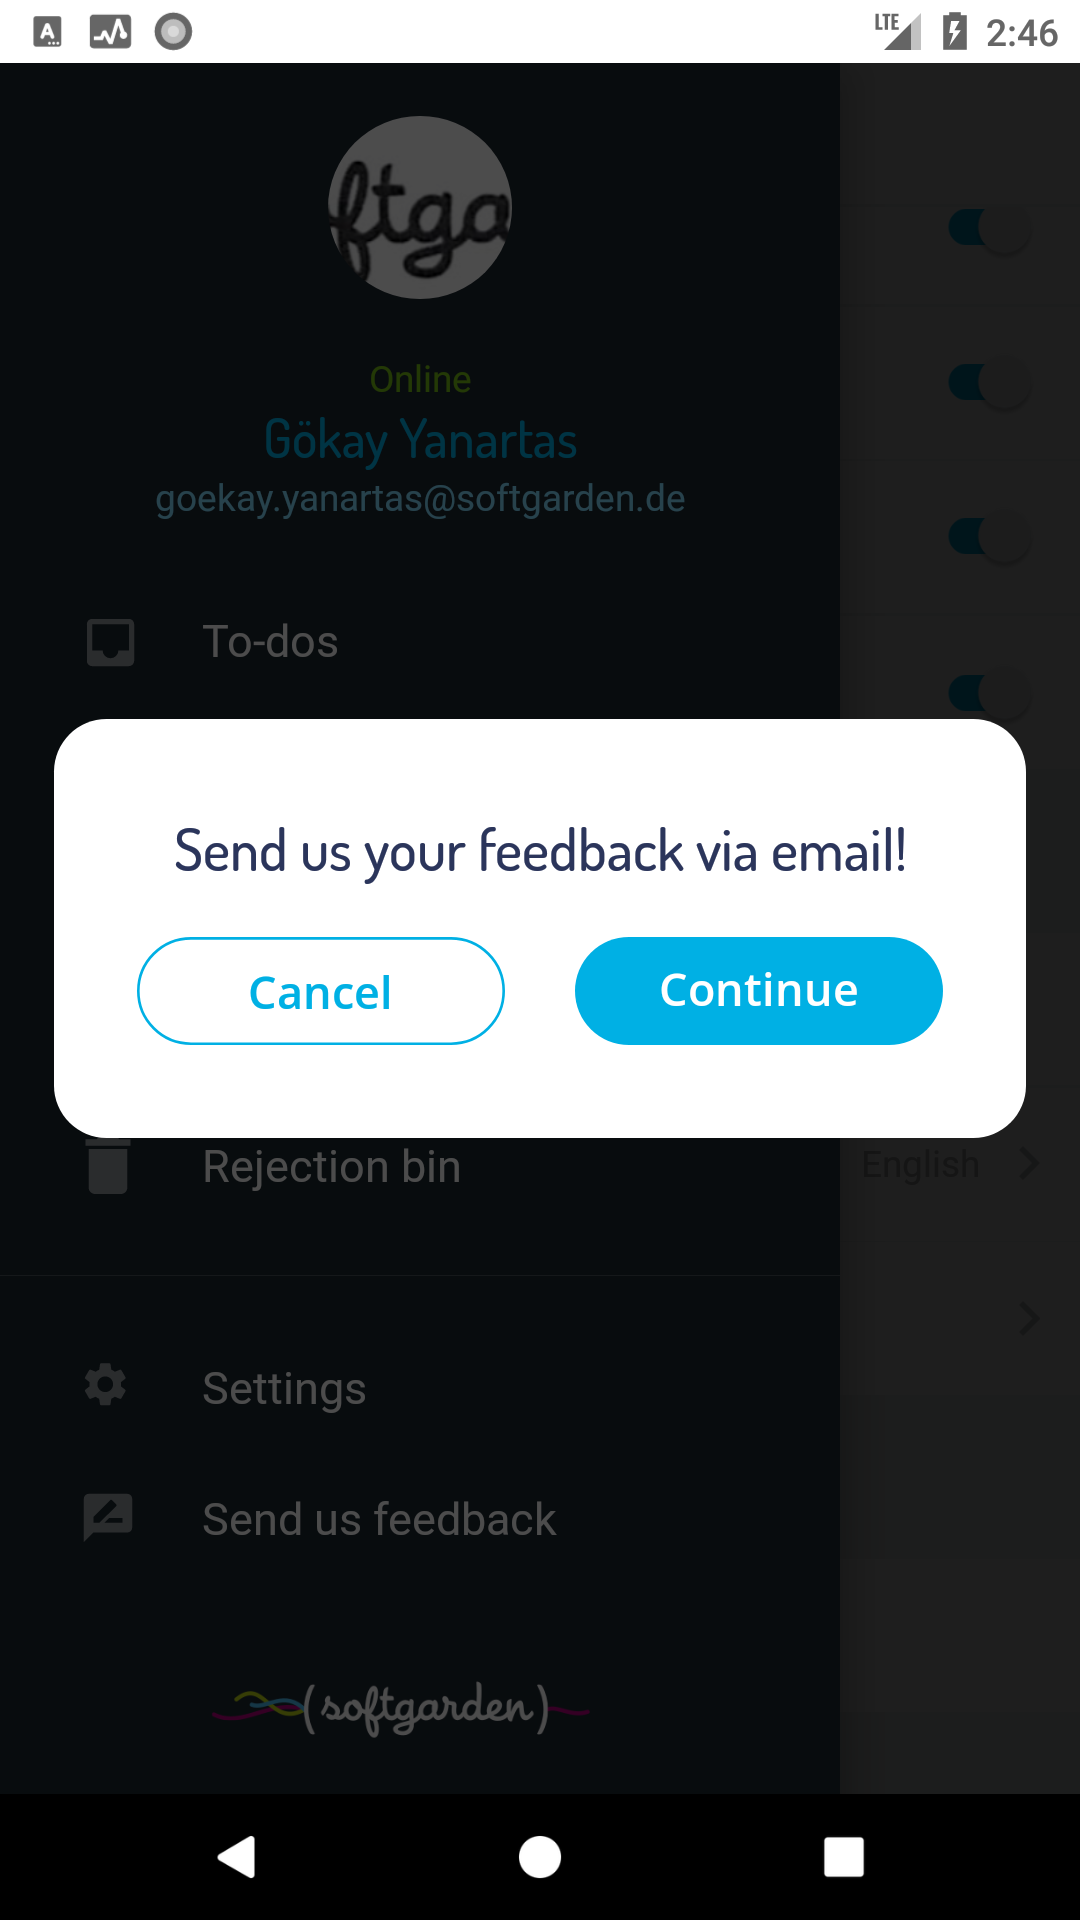 LTE 2:46
ftga
Online
Gökay Yanartas
goekay.yanartas@softgarden.de
To-dos
Send us your feedback via email!
Cancel Continue
Rejection bin
English
Settings
Send us feedback
(softgarden)